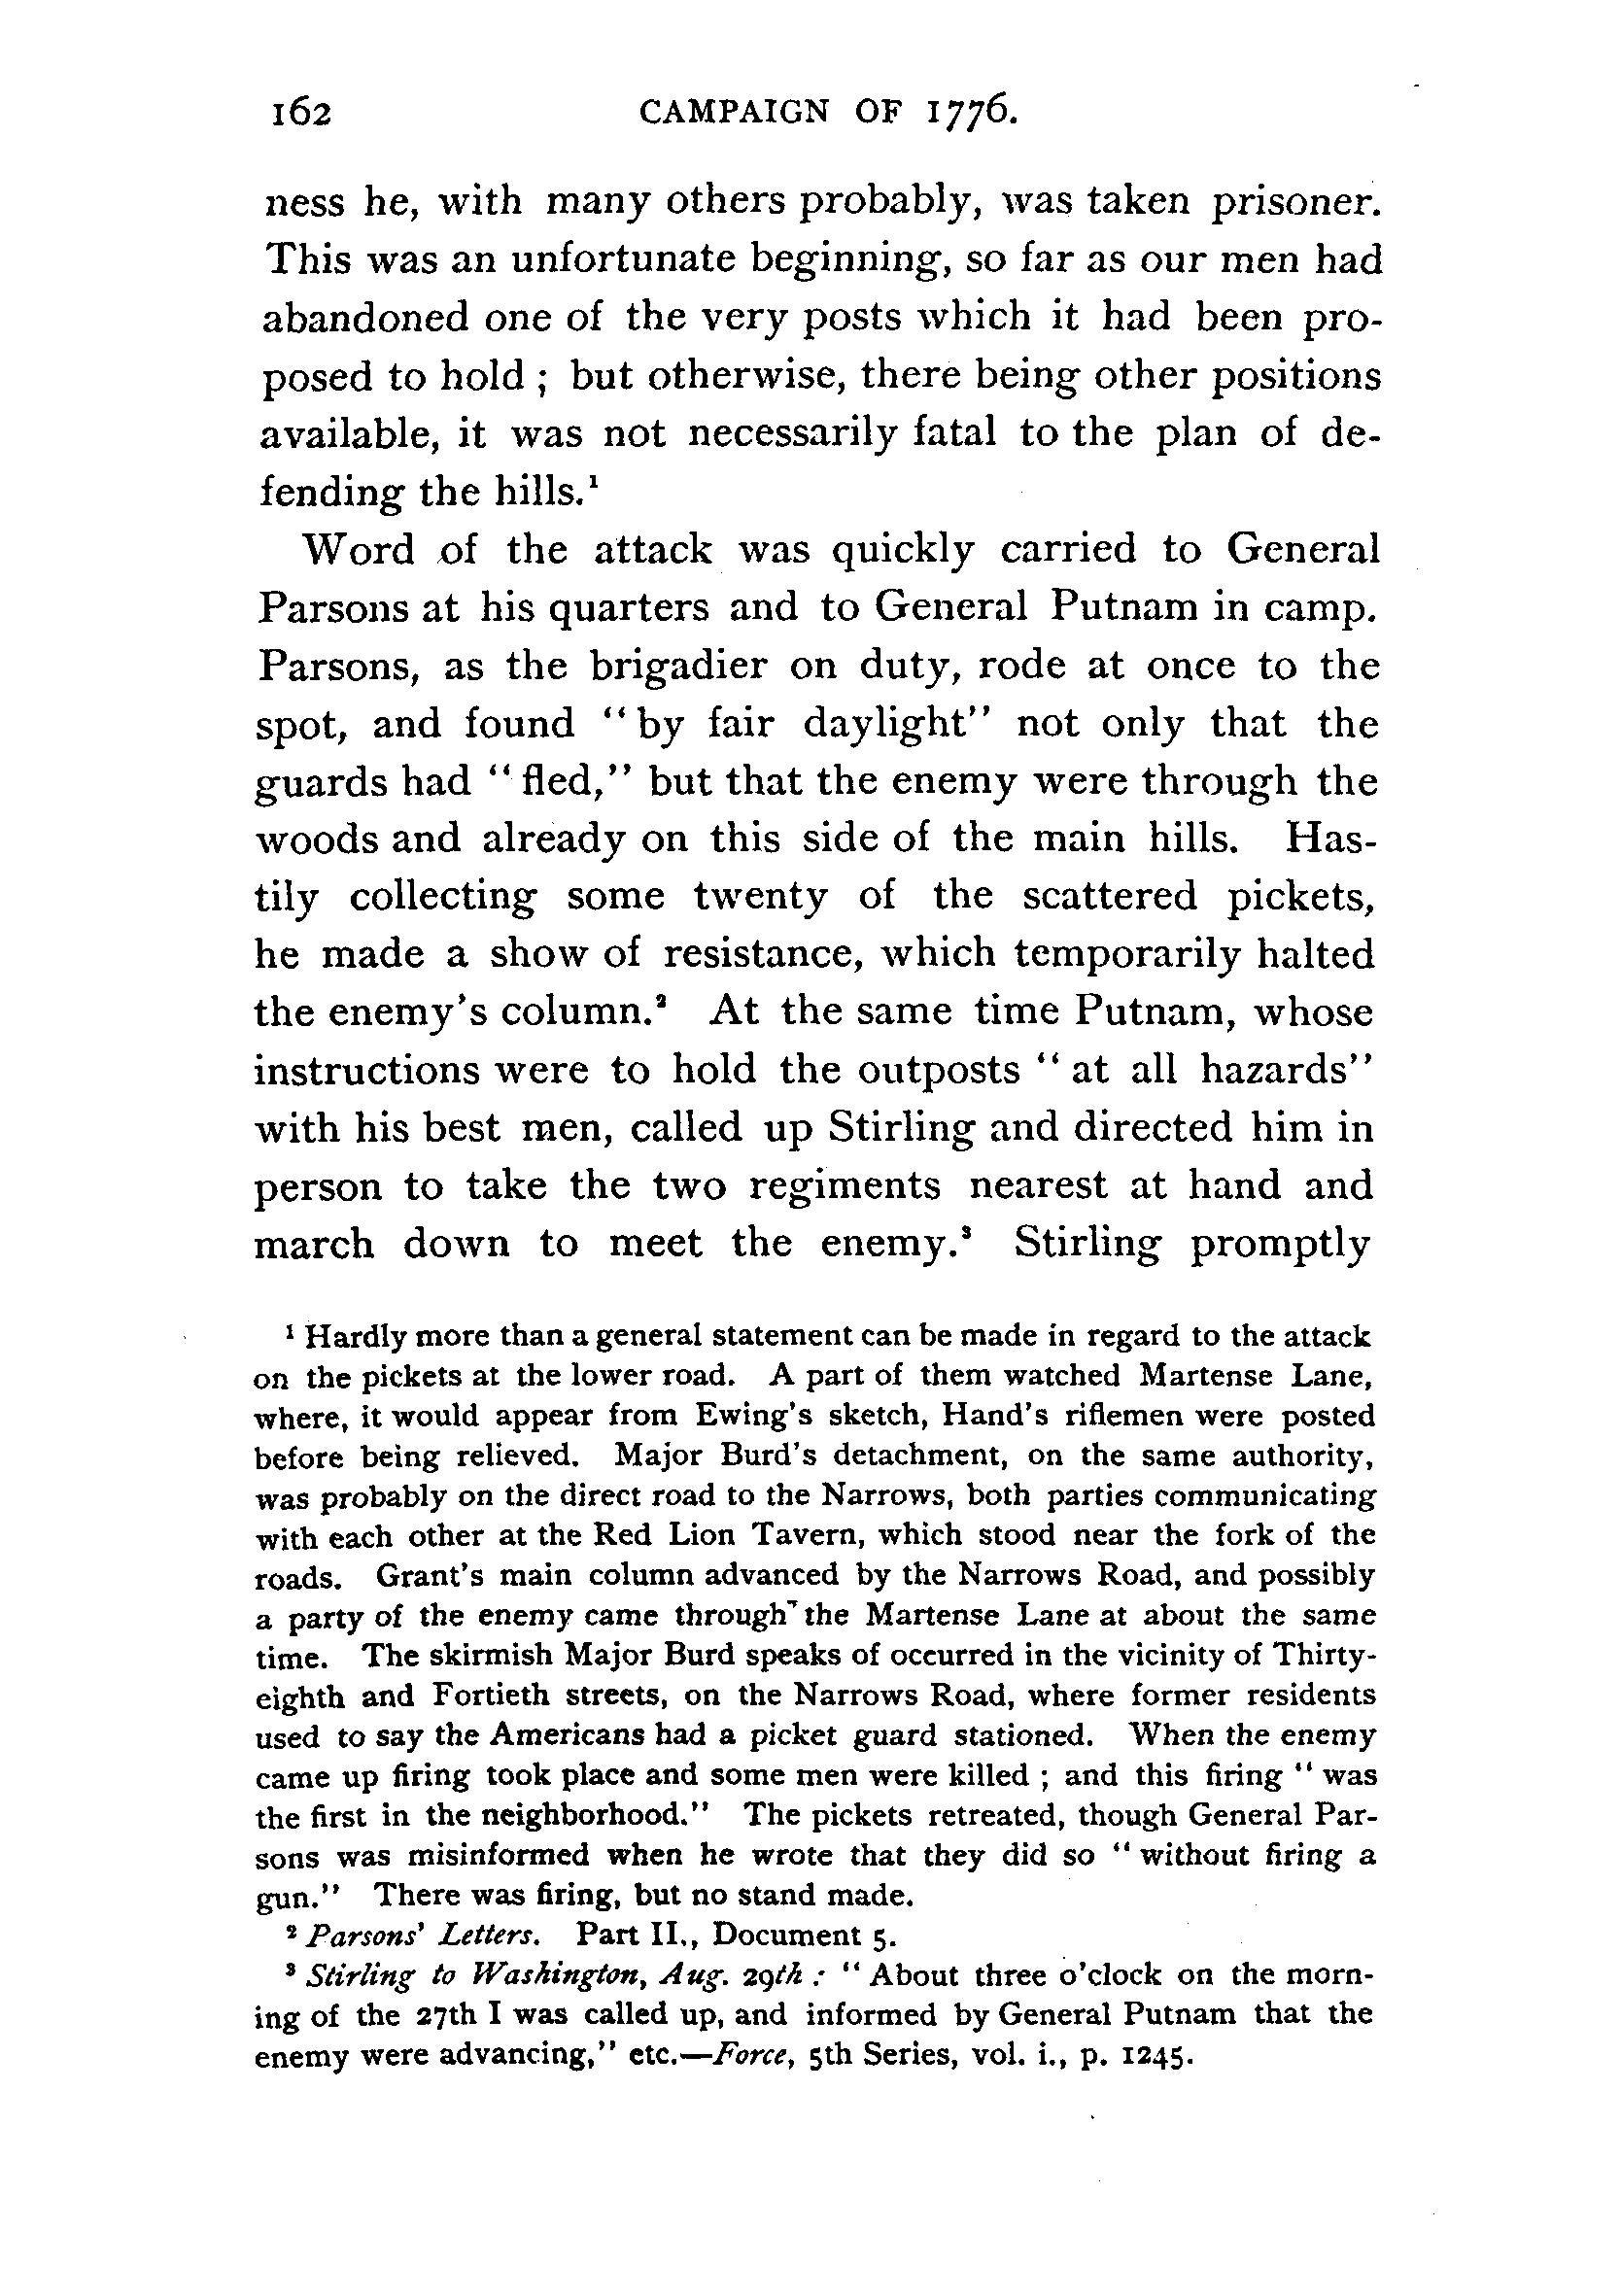 162 CAMPAIGN OF 1776.
ness he, with many others probably, was taken prisoner.
This was an unfortunate beginning, so far as our men had
abandoned one of the very posts which it had been pro-
posed to hold ; but otherwise, there being other positions
available, it was not necessarily fatal to the plan of de-
fending the hills.¹
Word of the attack was quickly carried to General
Parsons at his quarters and to General Putnam in camp.
Parsons, as the brigadier on duty, rode at once to the
spot, and found "by fair daylight" not only that the
guards had "fled," but that the enemy were through the
woods and already on this side of the main hills. Has-
tily collecting some twenty of the scattered pickets,
he made a show of resistance, which temporarily halted
the enemy's column.² At the same time Putnam, whose
instructions were to hold the outposts "at all hazards"
with his best men, called up Stirling and directed him in
person to take the two regiments nearest at hand and
march down to meet the enemy.³ Stirling promptly
¹ Hardly more than a general statement can be made in regard to the attack
on the pickets at the lower road. A part of them watched Martense Lane,
where, it would appear from Ewing's sketch, Hand's riflemen were posted
before being relieved. Major Burd's detachment, on the same authority,
was probably on the direct road to the Narrows, both parties communicating
with each other at the Red Lion Tavern, which stood near the fork of the
roads. Grant's main column advanced by the Narrows Road, and possibly
a party of the enemy came through the Martense Lane at about the same
time. The skirmish Major Burd speaks of occurred in the vicinity of Thirty-
eighth and Fortieth streets, on the Narrows Road, where former residents
used to say the Americans had a picket guard stationed. When the enemy
came up firing took place and some men were killed ; and this firing "was
the first in the neighborhood." The pickets retreated, though General Par-
sons was misinformed when he wrote that they did so "without firing a
gun." There was firing, but no stand made.
² Parsons' Letters. Part II., Document 5.
³ Stirling to Washington, Aug. 29th : "About three o'clock on the morn-
ing of the 27th I was called up, and informed by General Putnam that the
enemy were advancing," etc.—Force, 5th Series, vol. i., p. 1245.